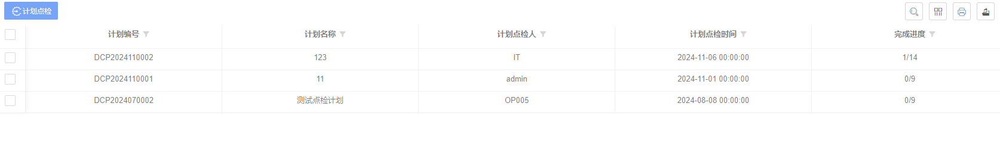 计划点检
计划编号 计划名称 计划点检人 计划点检时间 完成进度
DCP2024110002 123 IT 2024-11-06 00:00:00 1/14
DCP2024110001 11 admin 2024-11-01 00:00:00 0/9
DCP2024070002 测试点检计划 OP005 2024-08-08 00:00:00 0/9